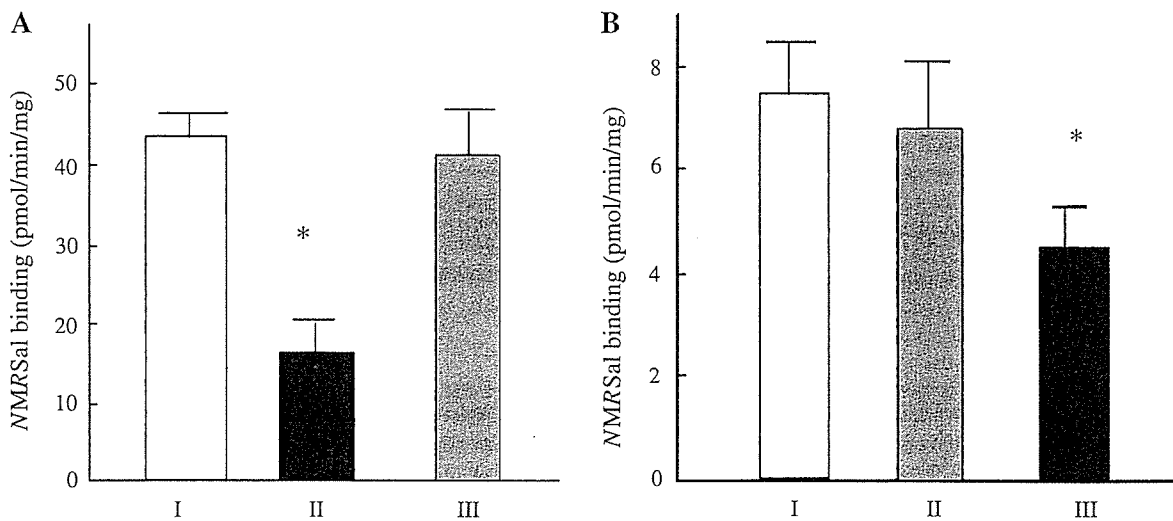 A
NMRSal binding (pmol/min/mg)
50
40
30
20
10
0
*
I
II
III
B
NMRSal binding (pmol/min/mg)
8
6
4
2
0
*
I
II
III